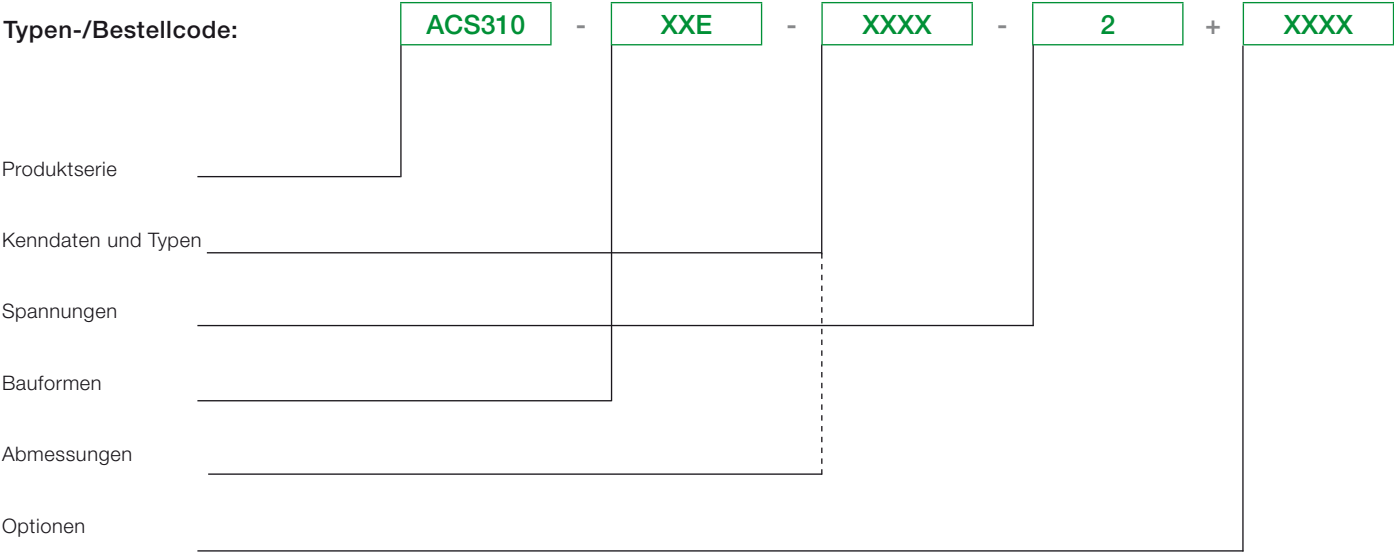 Typen-/Bestellcode: ACS310 - XXE - XXXX - 2 + XXXX
Produktserie
Kenndaten und Typen
Spannungen
Bauformen
Abmessungen
Optionen